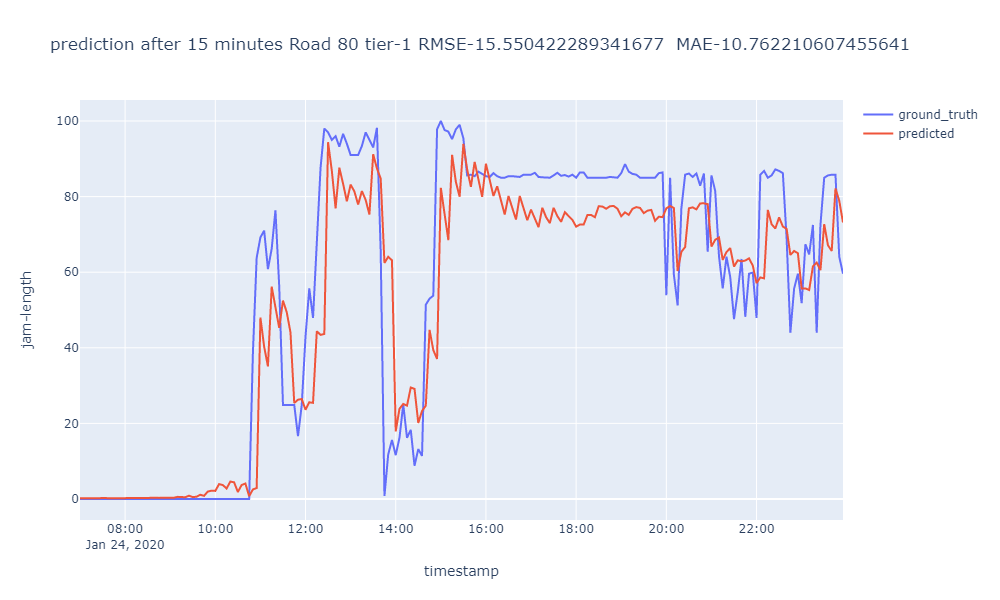 prediction after 15 minutes Road 80 tier-1 RMSE-15.550422289341677  MAE-10.762210607455641
ground_truth
predicted
100
80
60
40
20
0
jam-length
08:00 10:00 12:00 14:00 16:00 18:00 20:00 22:00
Jan 24, 2020
timestamp